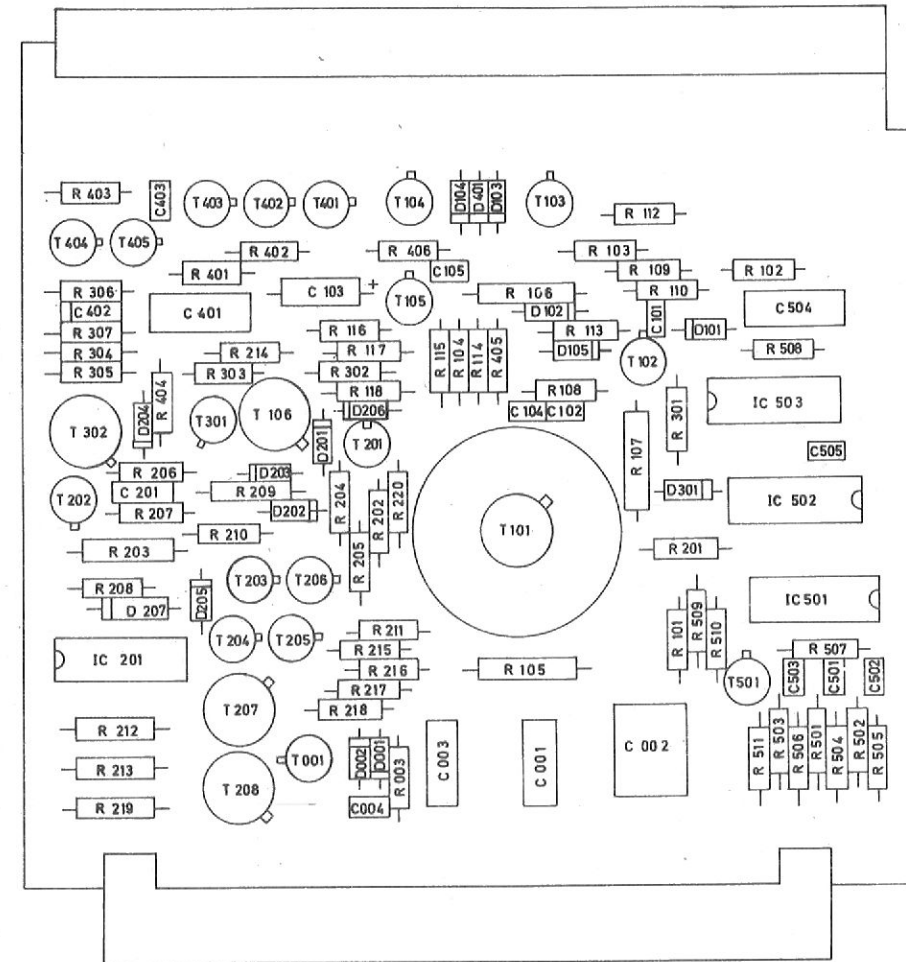 R 403
C403
T403
T402
T401
T104
D104
D401
D103
T103
R 112
T404
T405
R 402
R 401
R 406
C105
R 103
R 109
R 102
R 306
C 402
R 307
R 304
R 305
C 401
C 103 +
T105
R 106
D102
R 110
C101
D101
C 504
R 116
R 117
R 302
R 118
D206
R 115
R 104
R 114
R 405
R 113
D105
T102
R 508
R 214
R 303
R108
C104
C102
R 404
D204
T301
T 106
D201
T201
R 107
R 301
IC 503
T 302
C505
R 206
C 201
R 207
T202
D203
R 209
D202
R 204
R 205
R 202
R 220
T101
D301
IC 502
R 210
R 203
R 201
R 208
D 207
D205
T203
T206
IC501
T204
T205
R 211
R 215
R 216
R 217
R 218
R 101
R 509
R 510
IC 201
R 105
T501
R 507
C503
C501
C502
T 207
R 212
R 213
R 219
T 208
T001
D002
D001
R 003
C004
C 003
C 001
C 002
R 511
R 503
R 506
R 501
R 504
R 502
R 505